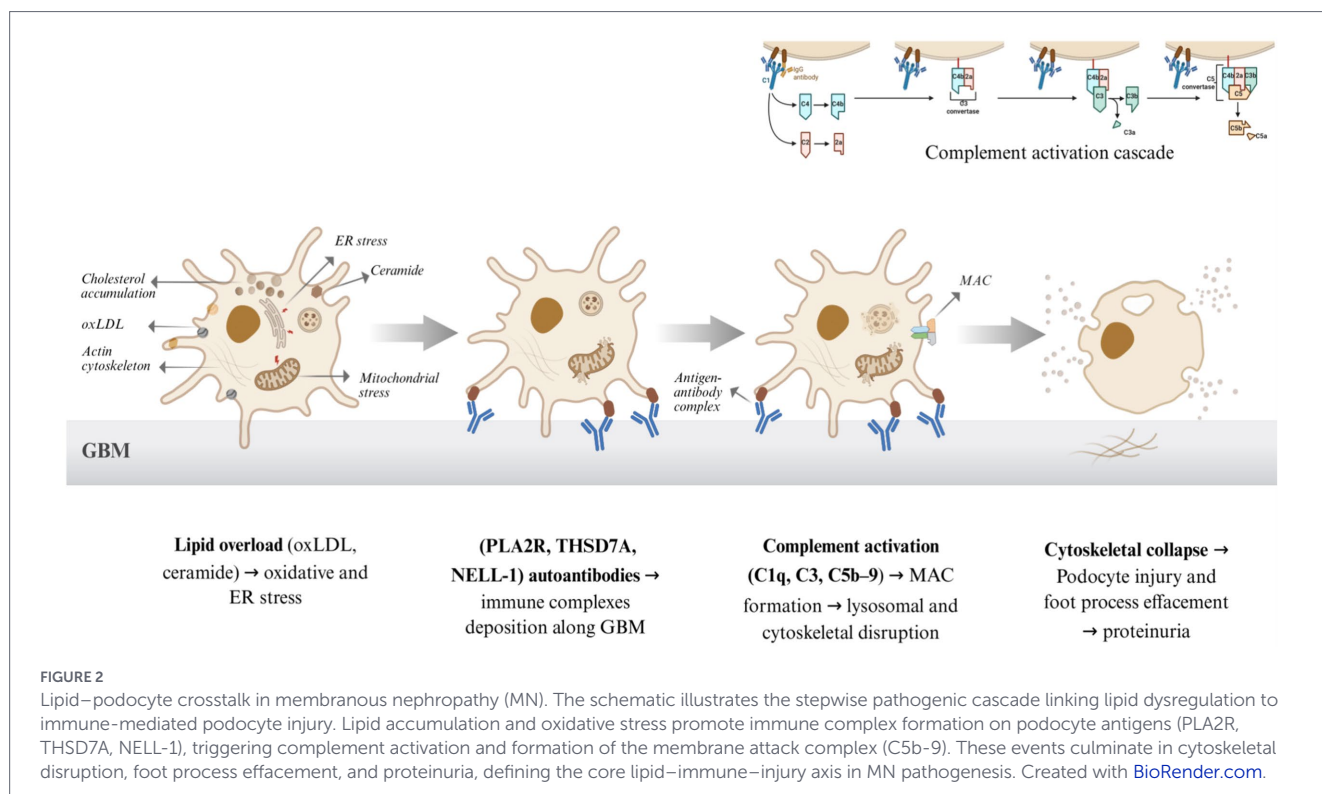 IgG
antibody
C1
C4
C4b
C2
2a
C4b 2a
C3
convertase
C4b 2a
C3
C3b
C3a
C5
convertase
C4b 2a C3b
C5
C5b
C5a
Complement activation cascade
ER stress
Cholesterol
accumulation
Ceramide
oxLDL
Actin
cytoskeleton
Mitochondrial
stress
Antigen-
antibody
complex
MAC
GBM
Lipid overload (oxLDL,
ceramide) → oxidative and
ER stress
(PLA2R, THSD7A,
NELL-1) autoantibodies →
immune complexes
deposition along GBM
Complement activation
(C1q, C3, C5b–9) → MAC
formation → lysosomal and
cytoskeletal disruption
Cytoskeletal collapse →
Podocyte injury and
foot process effacement
→ proteinuria
FIGURE 2
Lipid–podocyte crosstalk in membranous nephropathy (MN). The schematic illustrates the stepwise pathogenic cascade linking lipid dysregulation to
immune-mediated podocyte injury. Lipid accumulation and oxidative stress promote immune complex formation on podocyte antigens (PLA2R,
THSD7A, NELL-1), triggering complement activation and formation of the membrane attack complex (C5b-9). These events culminate in cytoskeletal
disruption, foot process effacement, and proteinuria, defining the core lipid–immune–injury axis in MN pathogenesis. Created with BioRender.com.